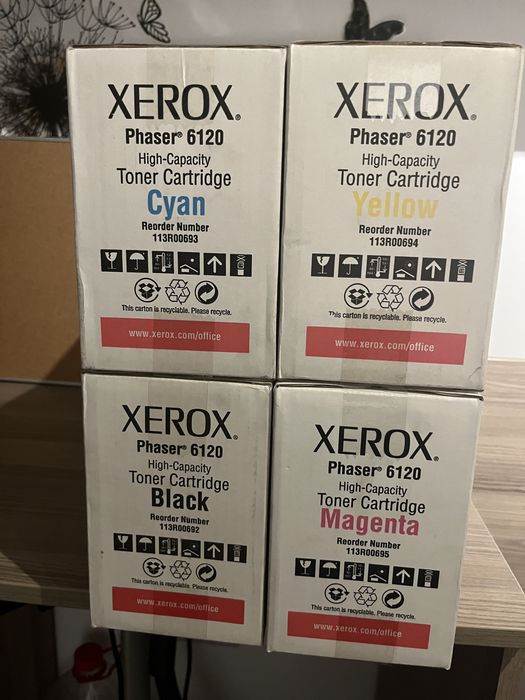 XEROX®
Phaser® 6120
High-Capacity
Toner Cartridge
Cyan
Reorder Number
113R00693
This carton is recyclable. Please recycle.
www.xerox.com/office
XEROX®
Phaser® 6120
High-Capacity
Toner Cartridge
Yellow
Reorder Number
113R00694
This carton is recyclable. Please recycle.
www.xerox.com/office
XEROX®
Phaser® 6120
High-Capacity
Toner Cartridge
Black
Reorder Number
113R00692
This carton is recyclable. Please recycle.
www.xerox.com/office
XEROX®
Phaser® 6120
High-Capacity
Toner Cartridge
Magenta
Reorder Number
113R00695
This carton is recyclable. Please recycle.
www.xerox.com/office